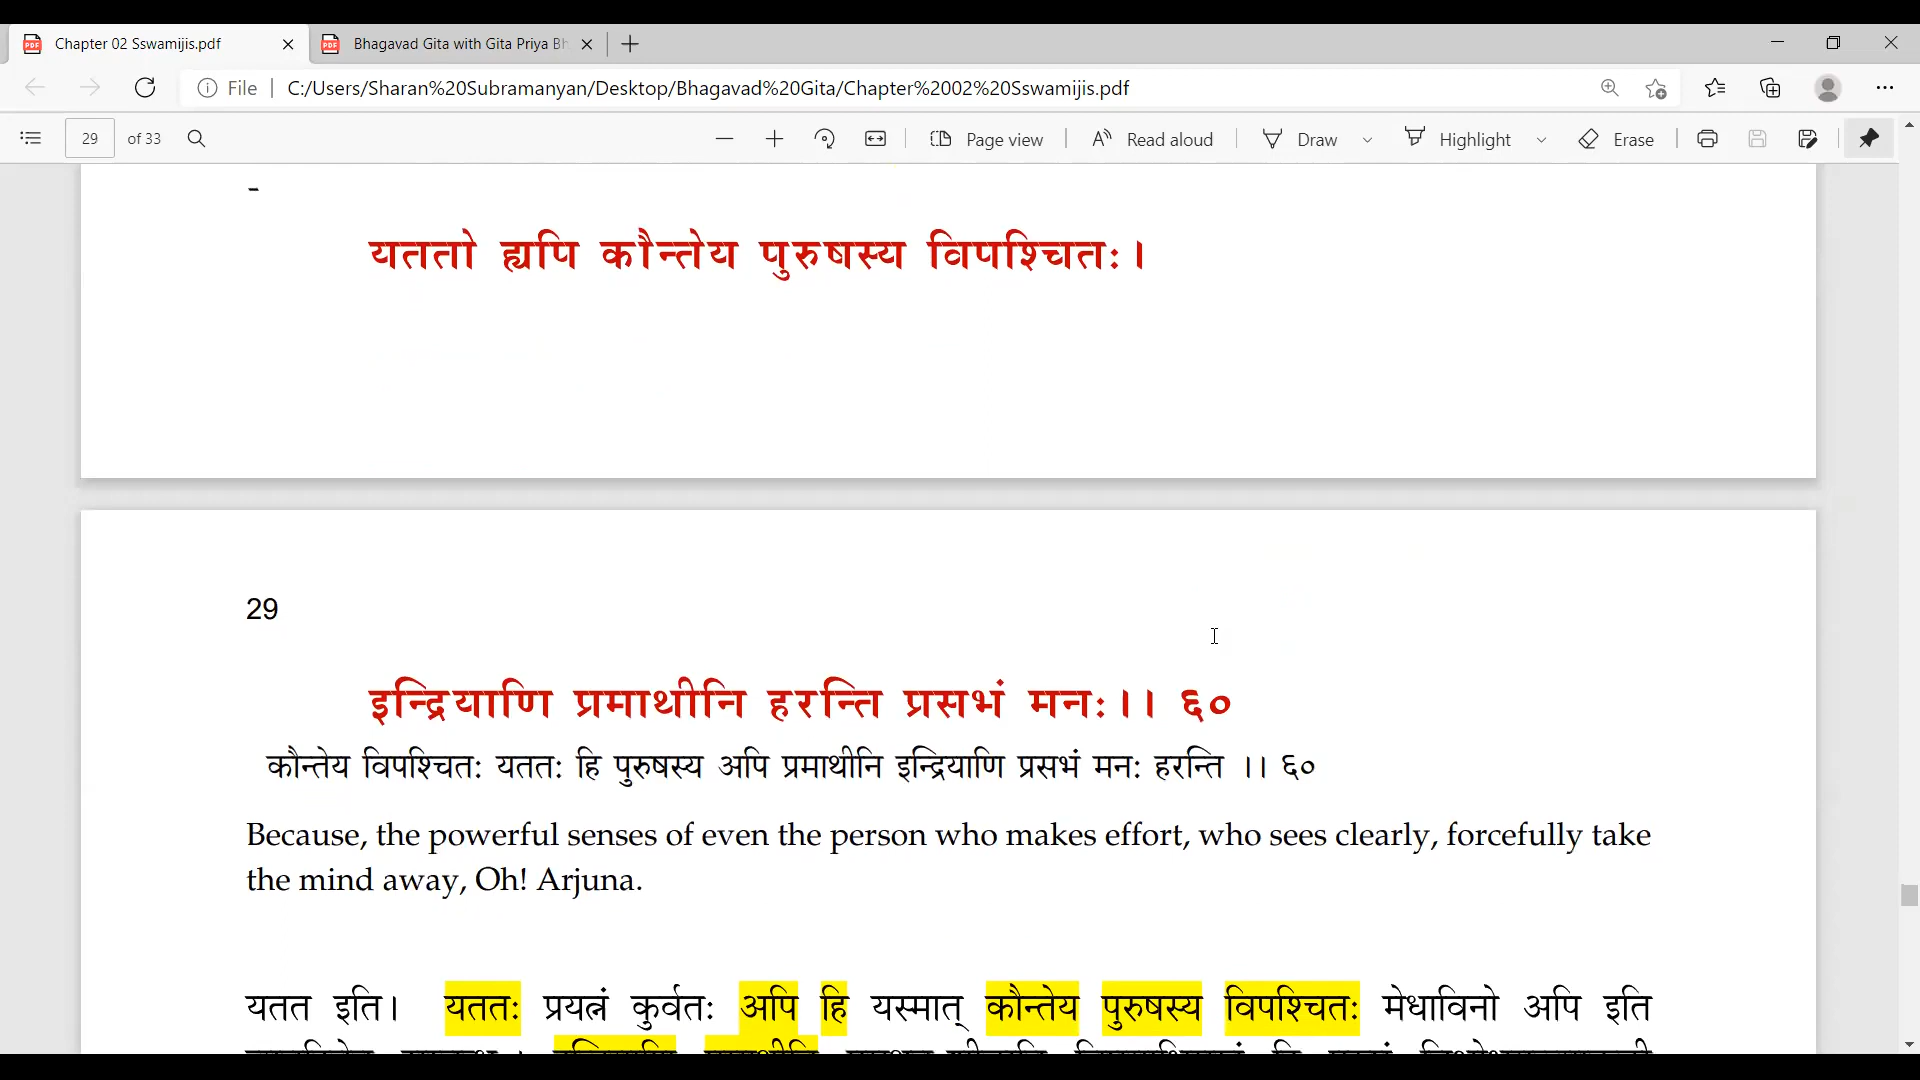 Chapter 02 Sswamijis.pdf
Bhagavad Gita with Gita Priya Bh
File
C:/Users/Sharan%20Subramanyan/Desktop/Bhagavad%20Gita/Chapter%2002%20Sswamijis.pdf
29 of 33
Page view
Read aloud
Draw
Highlight
Erase
-
यततो ह्यपि कौन्तेय पुरुषस्य विपश्चितः।
29
इन्द्रियाणि प्रमाथीनि हरन्ति प्रसभं मनः।। ६०
कौन्तेय विपश्चितः यततः हि पुरुषस्य अपि प्रमाथीनि इन्द्रियाणि प्रसभं मनः हरन्ति ।। ६०
Because, the powerful senses of even the person who makes effort, who sees clearly, forcefully take
the mind away, Oh! Arjuna.
यतत इति। यततः प्रयत्नं कुर्वतः अपि हि यस्मात् कौन्तेय पुरुषस्य विपश्चितः मेधाविनो अपि इति